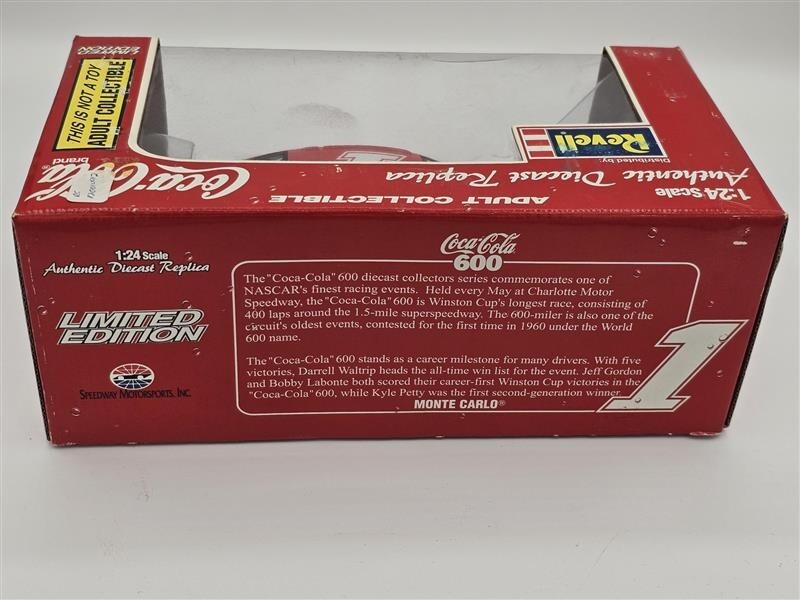 LIMITED
EDITION
THIS IS NOT A TOY
ADULT COLLECTIBLE
Coca-Cola®
brand
Revell
Distributed by:
1:24 Scale
Authentic Diecast Replica
ADULT COLLECTIBLE
1
1:24 Scale
Authentic Diecast Replica
LIMITED
EDITION
SPEEDWAY MOTORSPORTS, INC.
Coca-Cola
600
The "Coca-Cola" 600 diecast collectors series commemorates one of
NASCAR's finest racing events. Held every May at Charlotte Motor
Speedway, the "Coca-Cola" 600 is Winston Cup's longest race, consisting of
400 laps around the 1.5-mile superspeedway. The 600-miler is also one of the
circuit's oldest events, contested for the first time in 1960 under the World
600 name.
The "Coca-Cola" 600 stands as a career milestone for many drivers. With five
victories, Darrell Waltrip heads the all-time win list for the event. Jeff Gordon
and Bobby Labonte both scored their career-first Winston Cup victories in the
"Coca-Cola" 600, while Kyle Petty was the first second-generation winner.
MONTE CARLO®
1